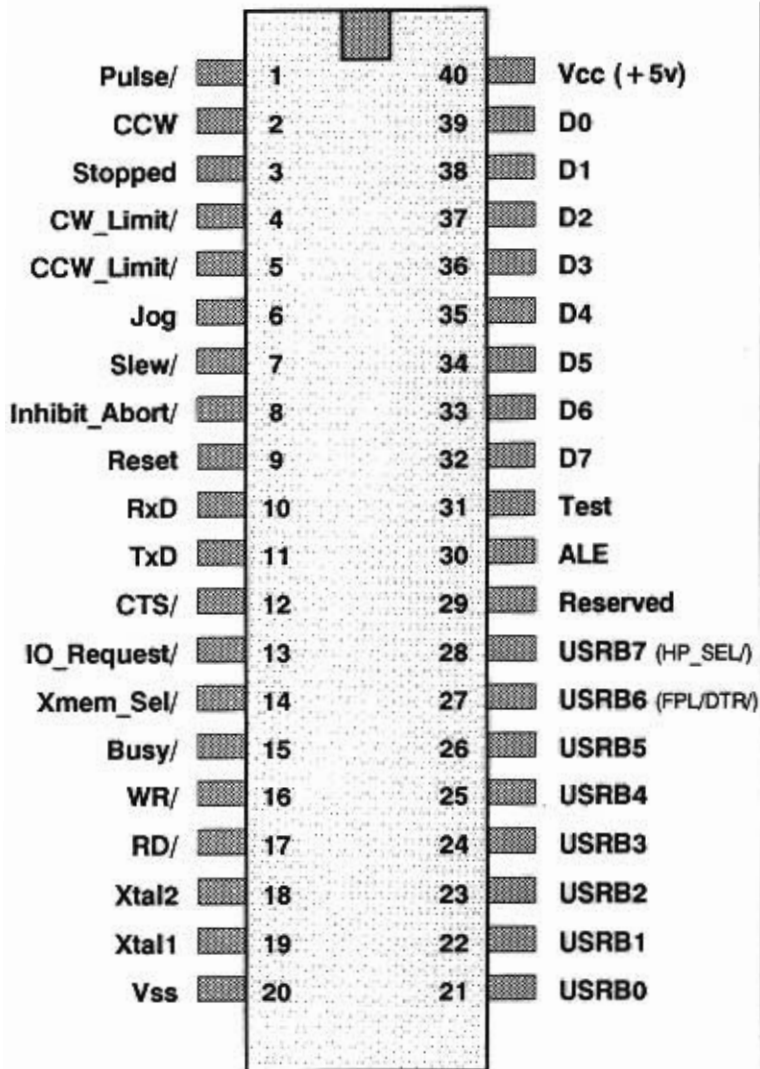 Pulse/ 1 40 Vcc (+5v)
CCW 2 39 D0
Stopped 3 38 D1
CW_Limit/ 4 37 D2
CCW_Limit/ 5 36 D3
Jog 6 35 D4
Slew/ 7 34 D5
Inhibit_Abort/ 8 33 D6
Reset 9 32 D7
RxD 10 31 Test
TxD 11 30 ALE
CTS/ 12 29 Reserved
IO_Request/ 13 28 USRB7 (HP_SEL/)
Xmem_Sel/ 14 27 USRB6 (FPL/DTR/)
Busy/ 15 26 USRB5
WR/ 16 25 USRB4
RD/ 17 24 USRB3
Xtal2 18 23 USRB2
Xtal1 19 22 USRB1
Vss 20 21 USRB0